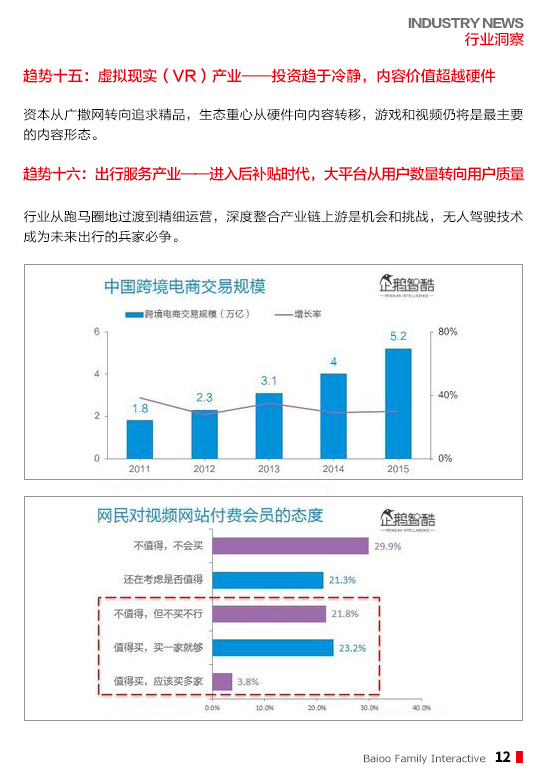 INDUSTRY NEWS
行业洞察
趋势十五：虚拟现实（VR）产业——投资趋于冷静，内容价值超越硬件
资本从广撒网转向追求精品，生态重心从硬件向内容转移，游戏和视频仍将是最主要
的内容形态。
趋势十六：出行服务产业——进入后补贴时代，大平台从用户数量转向用户质量
行业从跑马圈地过渡到精细运营，深度整合产业链上游是机会和挑战，无人驾驶技术
成为未来出行的兵家必争。
中国跨境电商交易规模
企鹅智酷
PENGUIN INTELLIGENCE
跨境电商交易规模（万亿） 增长率
6 80%
5.2
4
4
3.1
40%
2.3
2
1.8
0 0%
2011 2012 2013 2014 2015
网民对视频网站付费会员的态度
企鹅智酷
PENGUIN INTELLIGENCE
不值得，不会买 29.9%
还在考虑是否值得 21.3%
不值得，但不买不行 21.8%
值得买，买一家就够 23.2%
值得买，应该买多家 3.8%
0.0% 10.0% 20.0% 30.0% 40.0%
Baioo Family Interactive 12